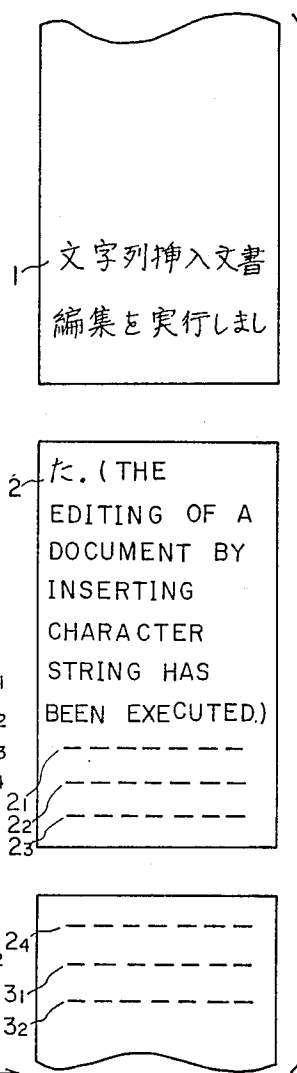 1
文字列挿入文書
編集を実行しまし
2
た.(THE
EDITING OF A
DOCUMENT BY
INSERTING
CHARACTER
STRING HAS
BEEN EXECUTED.)
2₁
2₂
2₃
2₄
3₁
3₂